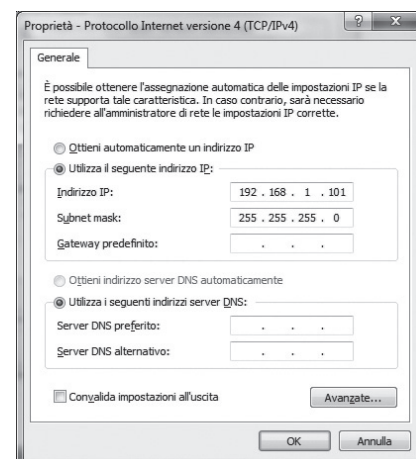 Proprietà - Protocollo Internet versione 4 (TCP/IPv4)
Generale
È possibile ottenere l'assegnazione automatica delle impostazioni IP se la
rete supporta tale caratteristica. In caso contrario, sarà necessario
richiedere all'amministratore di rete le impostazioni IP corrette.
Ottieni automaticamente un indirizzo IP
Utilizza il seguente indirizzo IP:
Indirizzo IP: 192 . 168 . 1 . 101
Subnet mask: 255 . 255 . 255 . 0
Gateway predefinito: . . .
Ottieni indirizzo server DNS automaticamente
Utilizza i seguenti indirizzi server DNS:
Server DNS preferito: . . .
Server DNS alternativo: . . .
Convalida impostazioni all'uscita Avanzate...
OK Annulla